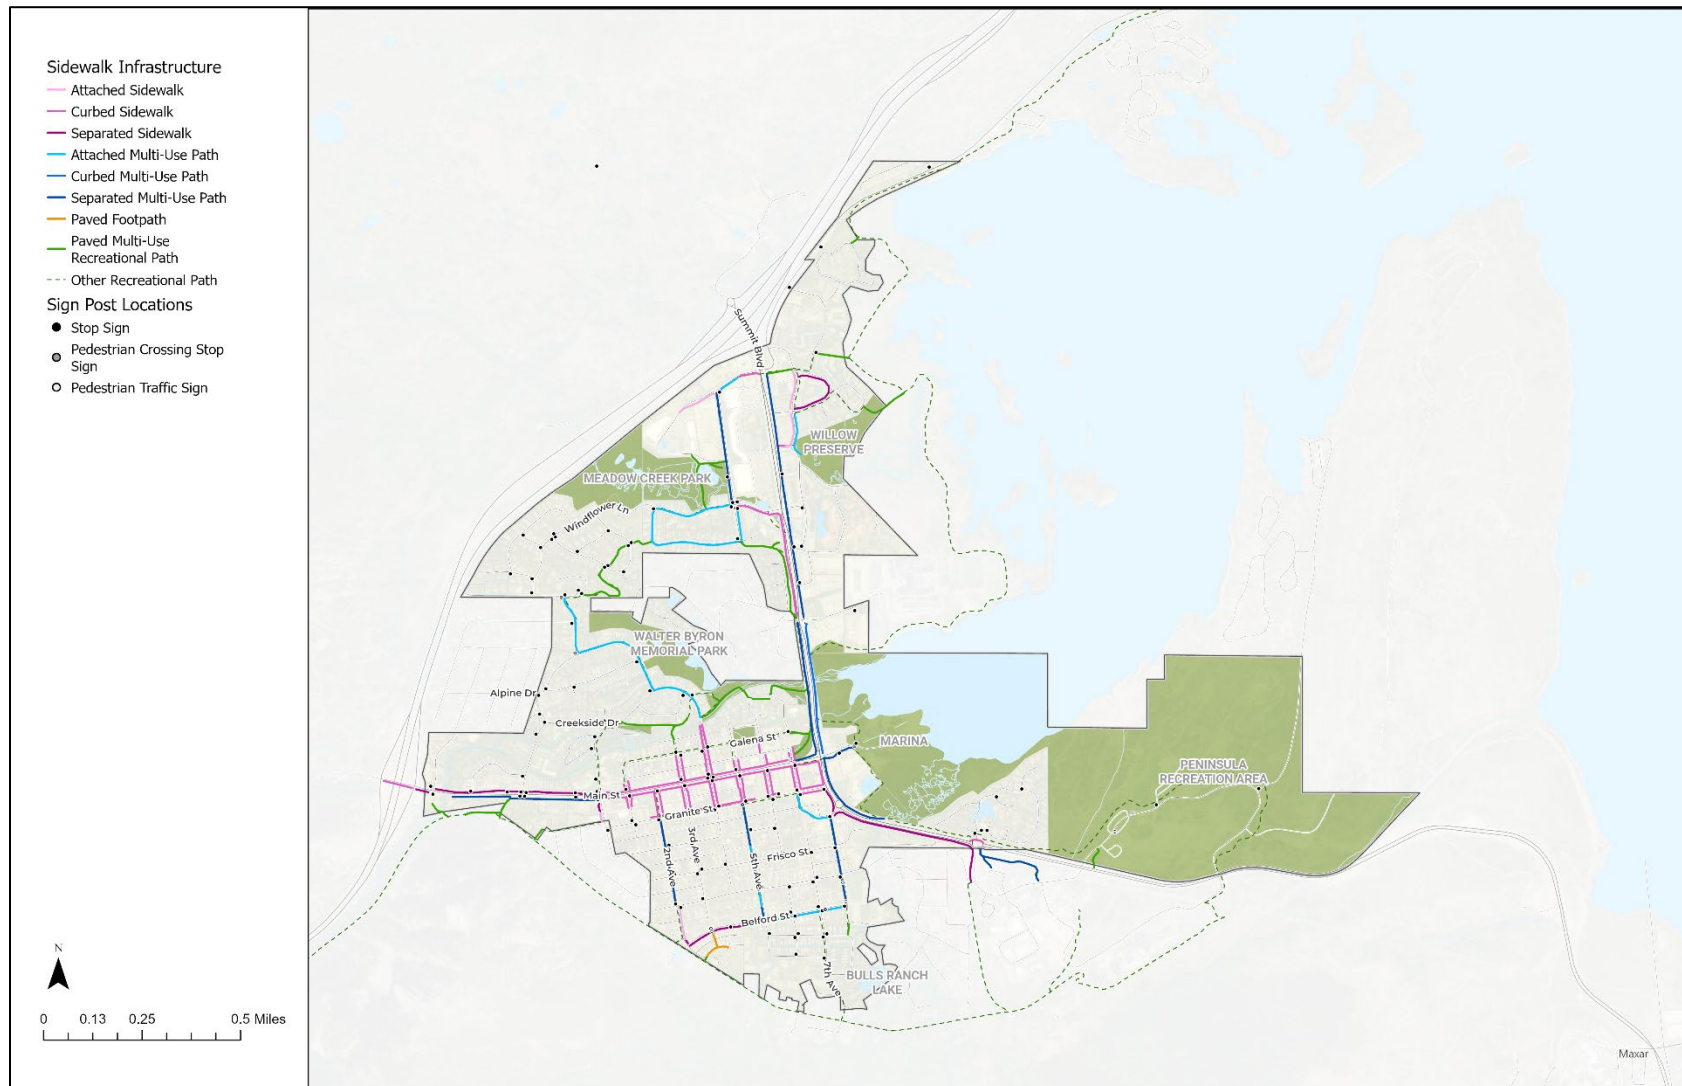 Sidewalk Infrastructure
Attached Sidewalk
Curbed Sidewalk
Separated Sidewalk
Attached Multi-Use Path
Curbed Multi-Use Path
Separated Multi-Use Path
Paved Footpath
Paved Multi-Use
Recreational Path
Other Recreational Path
Sign Post Locations
Stop Sign
Pedestrian Crossing Stop
Sign
Pedestrian Traffic Sign
Summit Blvd
WILLOW
PRESERVE
MEADOW CREEK PARK
Windflower Ln
WALTER BYRON
MEMORIAL PARK
Alpine Dr
Creekside Dr
Galena St
MARINA
PENINSULA
RECREATION AREA
Main St
Granite St
3rd Ave
2nd Ave
5th Ave
Frisco St
Belford St
7th Ave
BULLS RANCH
LAKE
N
0 0.13 0.25 0.5 Miles
Maxar